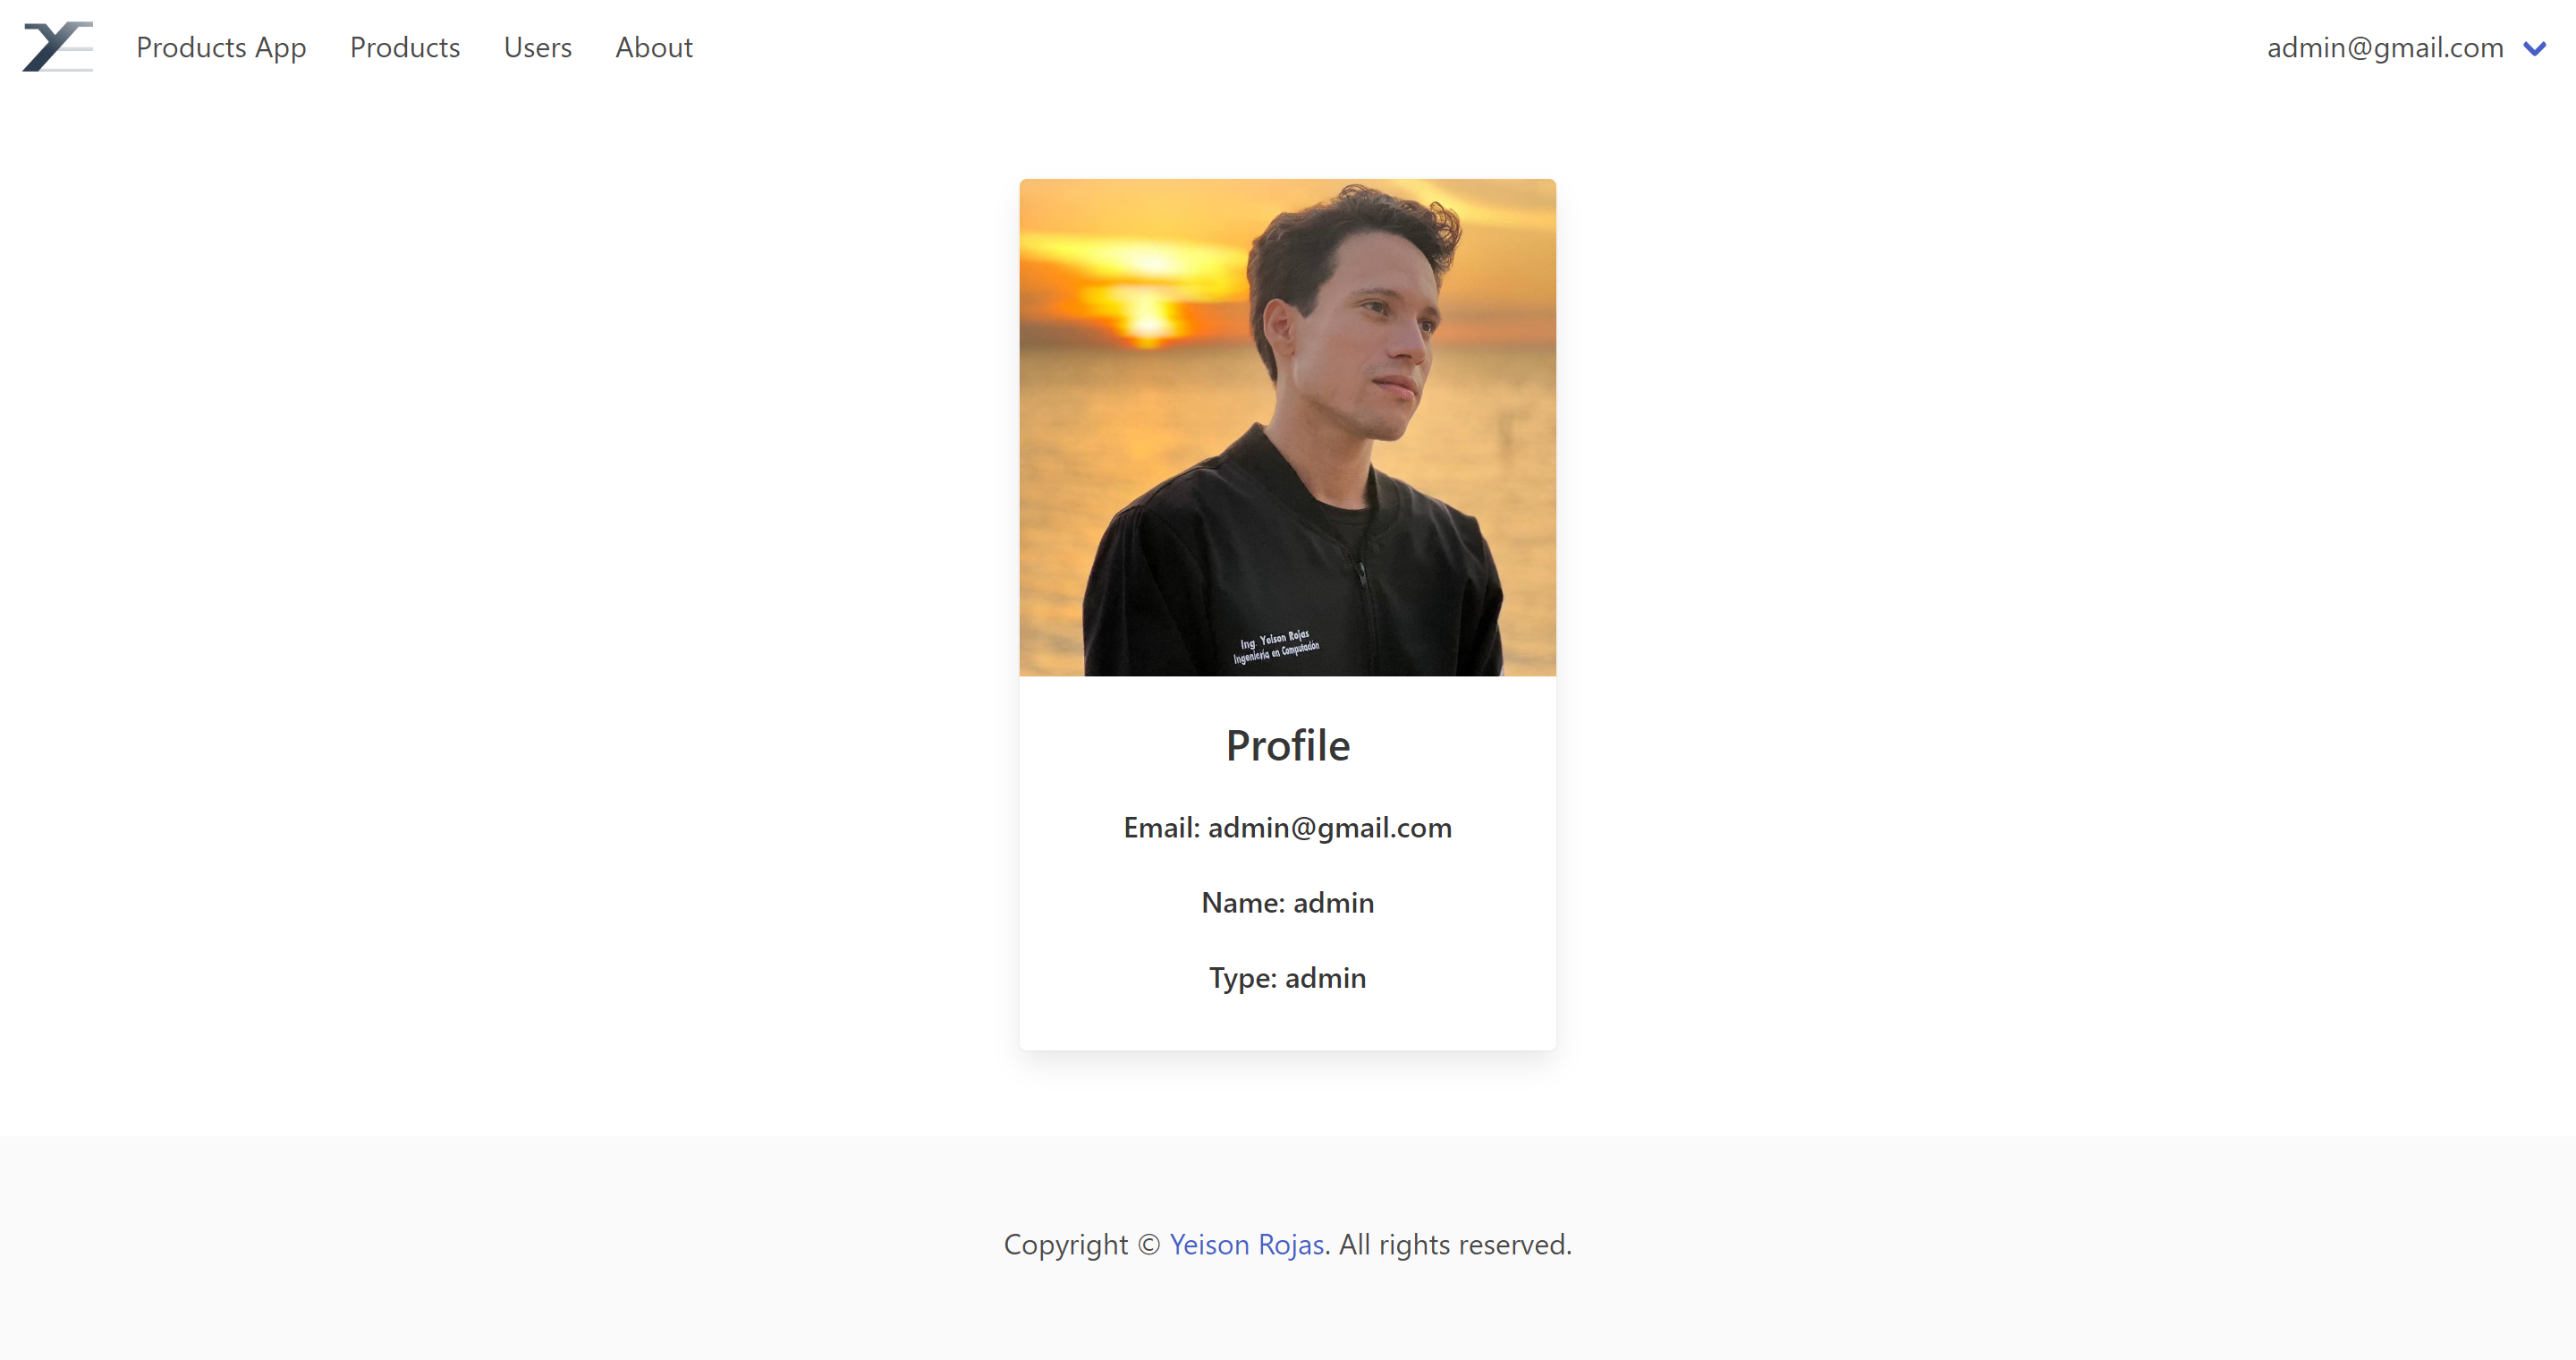 Products App
Products
Users
About
admin@gmail.com
Ing. Yeison Rojas
Ingeniería en Computación
Profile
Email: admin@gmail.com
Name: admin
Type: admin
Copyright © Yeison Rojas. All rights reserved.